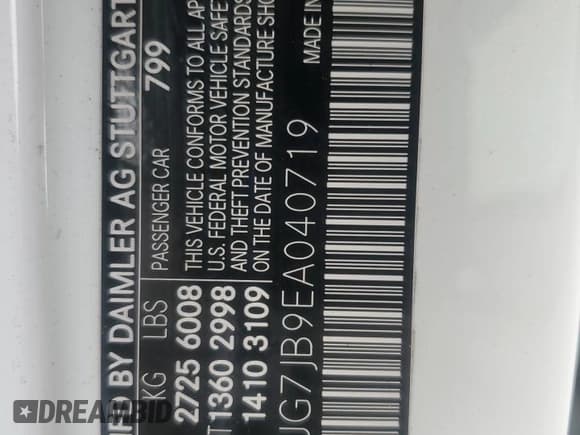 ED BY DAIMLER AG STUTTGART
KG LBS PASSENGER CAR 799
2725 6008 THIS VEHICLE CONFORMS TO ALL AP
U.S. FEDERAL MOTOR VEHICLE SAFE
T 1360 2998 AND THEFT PREVENTION STANDARDS
1410 3109 ON THE DATE OF MANUFACTURE SHO
JG7JB9EA040719 MADE IN
DREAMBID